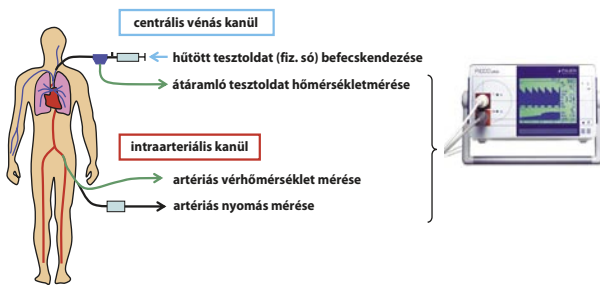 centrális vénás kanül
hűtött tesztoldat (fiz. só) befecskendezése
átáramló tesztoldat hőmérsékletmérése
intraarteriális kanül
artériás vérhőmérséklet mérése
artériás nyomás mérése